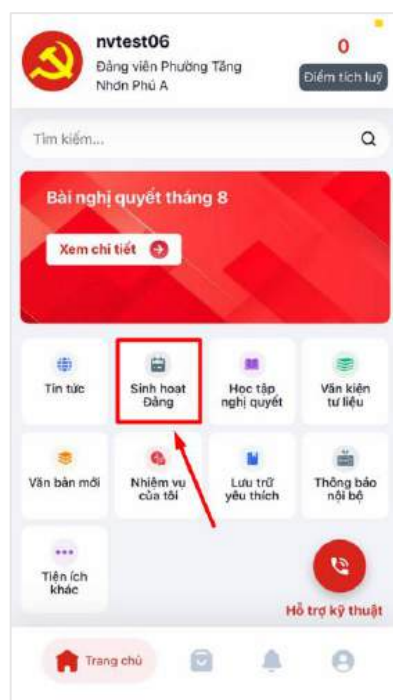 nvtest06
Đảng viên Phường Tăng
Nhơn Phú A
0
Điểm tích luỹ
Tìm kiếm...
Bài nghị quyết tháng 8
Xem chi tiết
Tin tức
Sinh hoạt
Đảng
Học tập
nghị quyết
Văn kiện
tư liệu
Văn bản mới
Nhiệm vụ
của tôi
Lưu trữ
yêu thích
Thông báo
nội bộ
Tiện ích
khác
Hỗ trợ kỹ thuật
Trang chủ